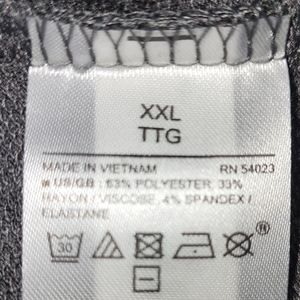 XXL
TTG
MADE IN VIETNAM RN 54023
US/GB : 63% POLYESTER, 33%
RAYON / VISCOSE, 4% SPANDEX /
ELASTANE
30
®